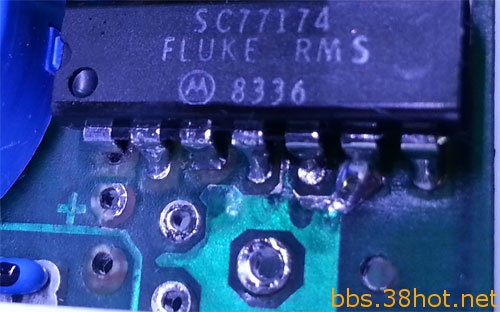 SC77174
FLUKE RMS
M 8336
+
bbs.38hot.net